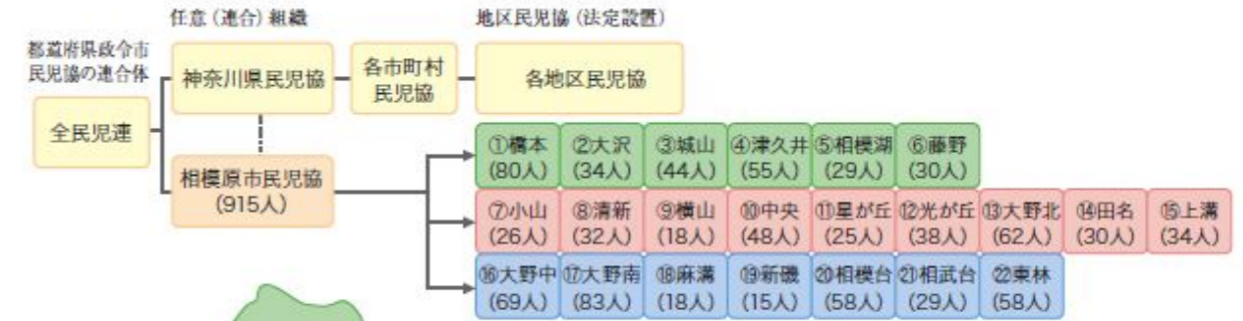 任意（連合）組織
地区民児協（法定設置）
都道府県政令市
民児協の連合体
全民児連
神奈川県民児協
各市町村
民児協
各地区民児協
相模原市民児協
(915人)
①橋本 ②大沢 ③城山 ④津久井 ⑤相模湖 ⑥藤野
(80人) (34人) (44人) (55人) (29人) (30人)
⑦小山 ⑧清新 ⑨横山 ⑩中央 ⑪星が丘 ⑫光が丘 ⑬大野北 ⑭田名 ⑮上溝
(26人) (32人) (18人) (48人) (25人) (38人) (62人) (30人) (34人)
⑯大野中 ⑰大野南 ⑱麻溝 ⑲新磯 ⑳相模台 ㉑相武台 ㉒東林
(69人) (83人) (18人) (15人) (58人) (29人) (58人)